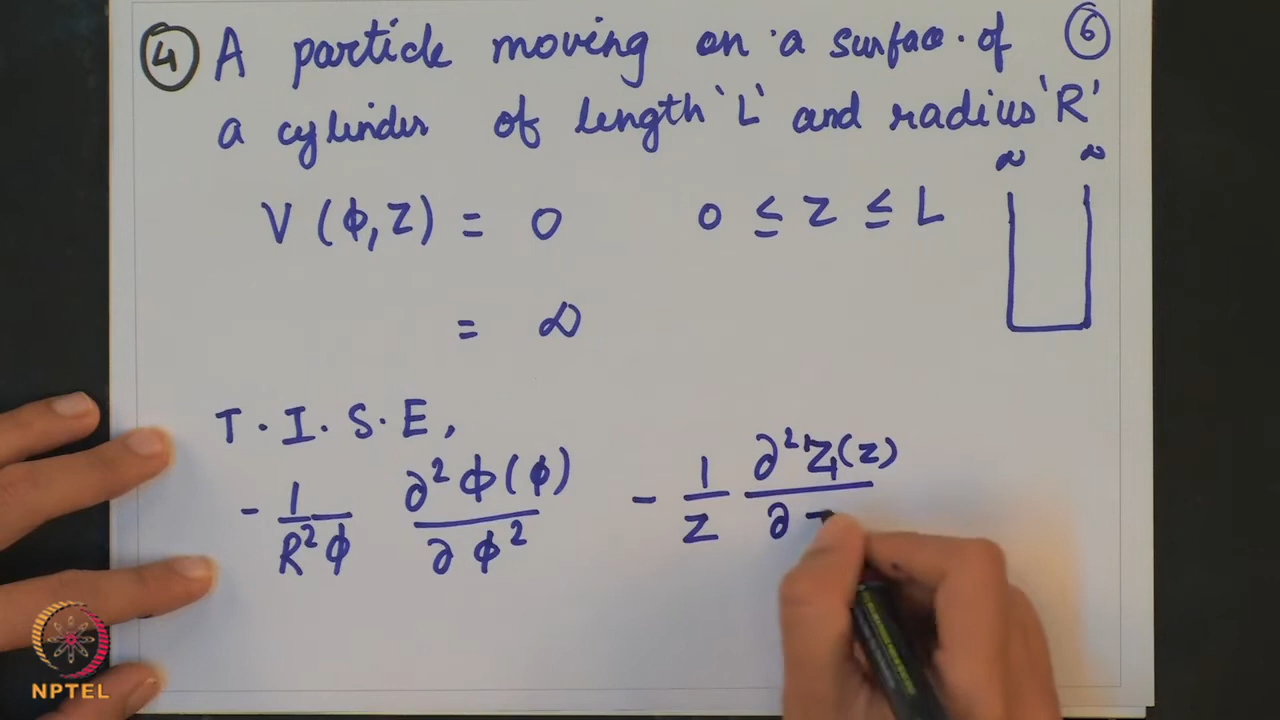 ④ A particle moving on a surface of ⑥
a cylinder of length 'L' and radius 'R'
∞ ∞
V (ϕ,Z) = 0 0 ≤ Z ≤ L
= ∞
T.I.S.E,
- 1/R²ϕ ∂²ϕ(ϕ)/∂ϕ² - 1/Z ∂²Z(z)/∂
NPTEL